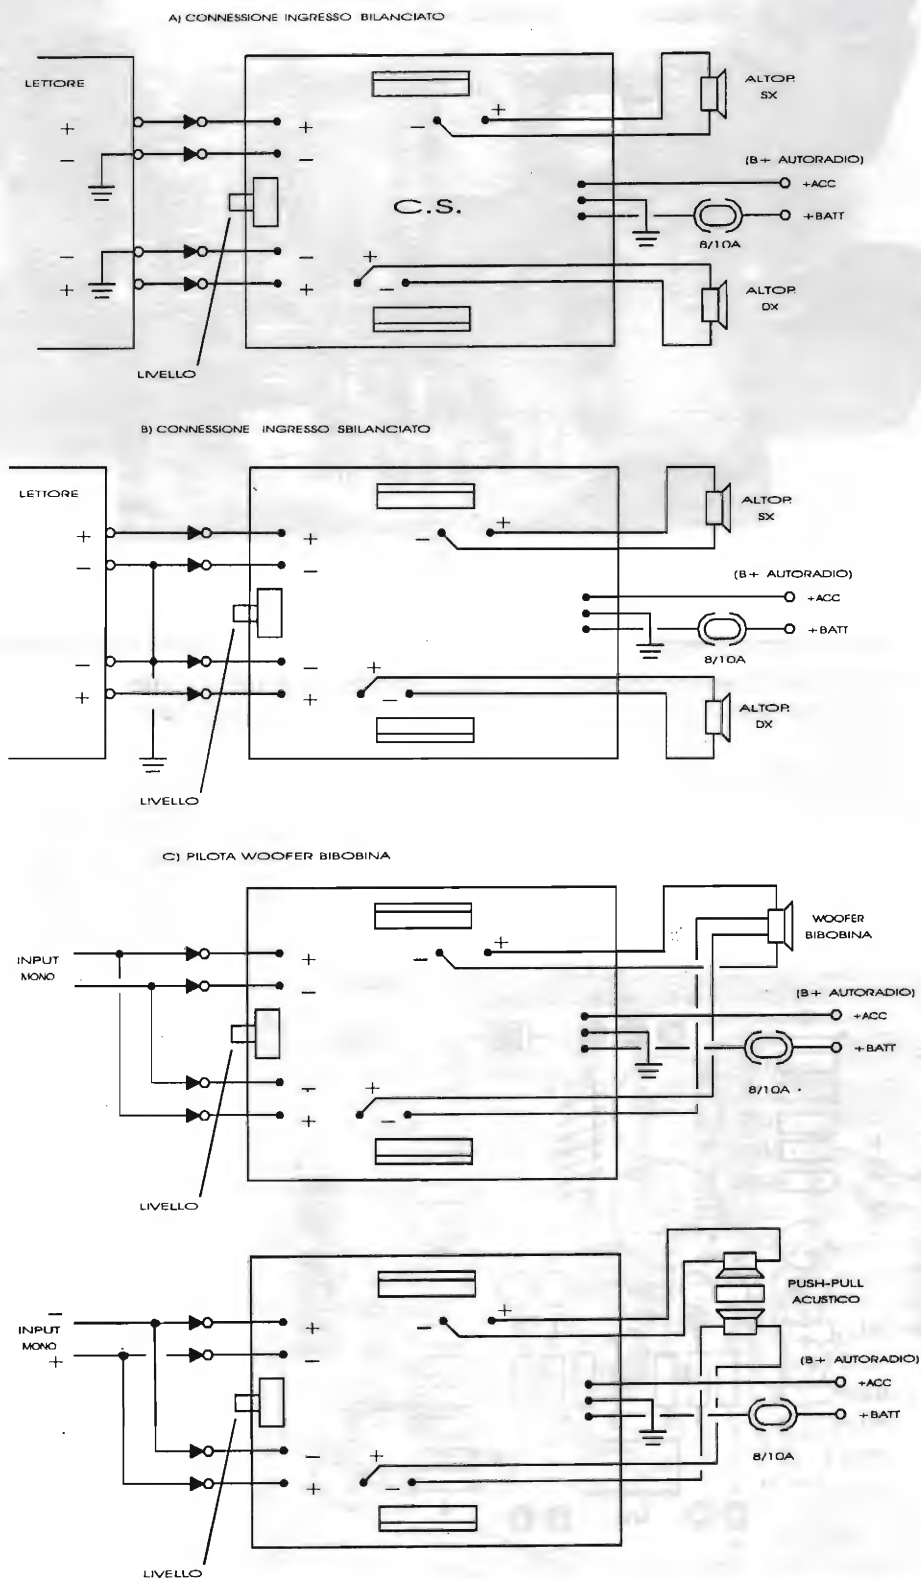 A) CONNESSIONE INGRESSO BILANCIATO
LETTORE
+
−
−
+
+
−
−
+
C.S.
− +
+
−
ALTOP. SX
(B+ AUTORADIO)
+ACC
+BATT
8/10A
ALTOP. DX
LIVELLO
B) CONNESSIONE INGRESSO SBILANCIATO
LETTORE
+
−
−
+
+
−
−
+
− +
+
−
ALTOP. SX
(B+ AUTORADIO)
+ACC
+BATT
8/10A
ALTOP. DX
LIVELLO
C) PILOTA WOOFER BIBOBINA
INPUT
MONO
+
−
−
+
− +
+
−
WOOFER
BIBOBINA
(B+ AUTORADIO)
+ACC
+BATT
8/10A
LIVELLO
−
INPUT
MONO
+
+
−
−
+
− +
+
−
PUSH-PULL
ACUSTICO
(B+ AUTORADIO)
+ACC
+BATT
8/10A
LIVELLO